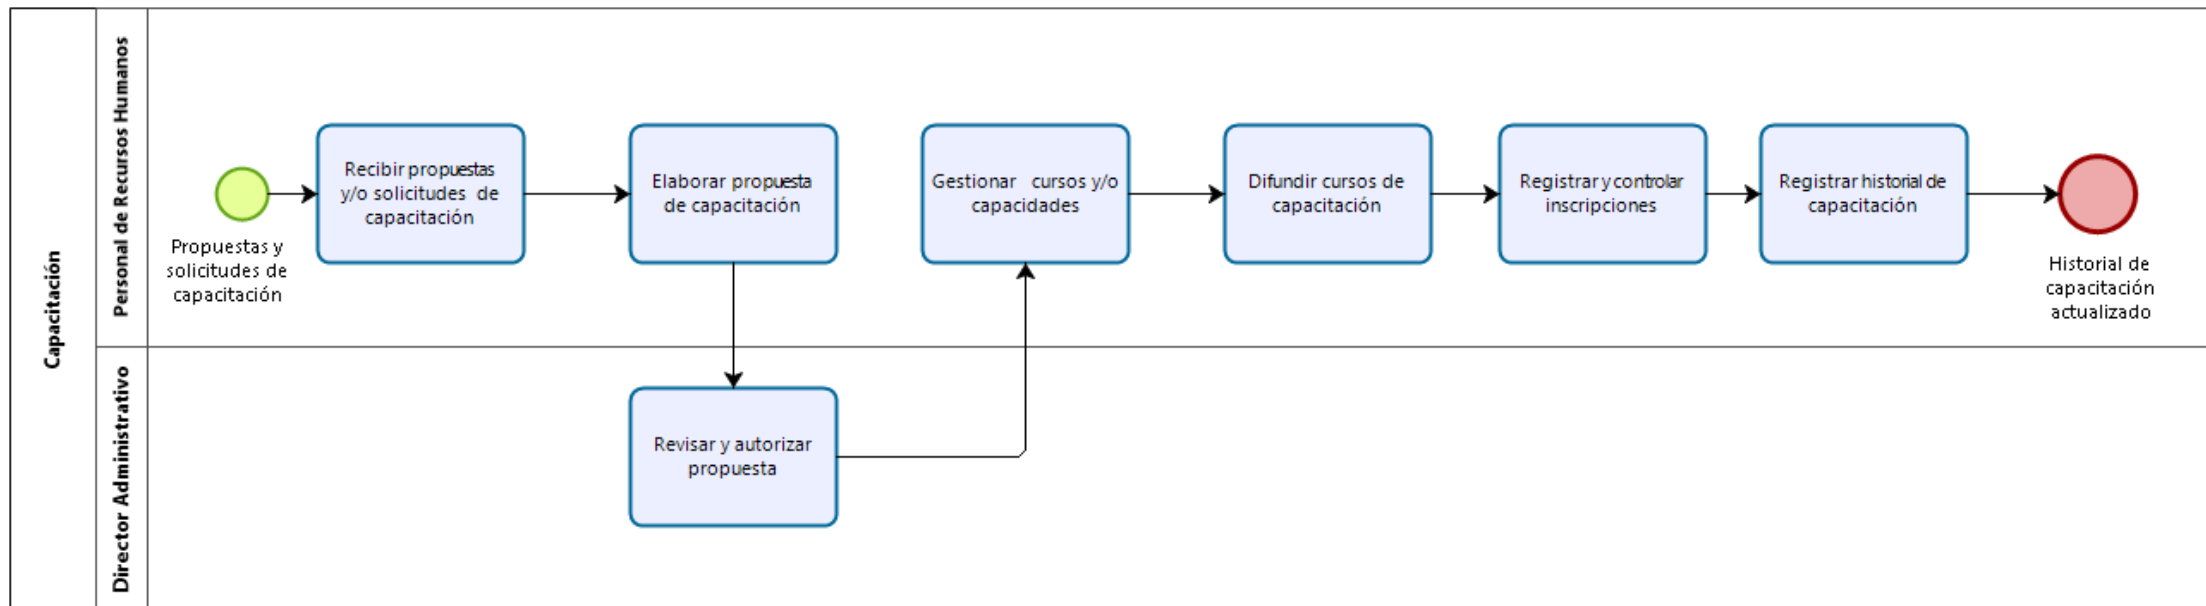 Capacitación
Personal de Recursos Humanos
Propuestas y
solicitudes de
capacitación
Recibir propuestas
y/o solicitudes de
capacitación
Elaborar propuesta
de capacitación
Gestionar cursos y/o
capacidades
Difundir cursos de
capacitación
Registrar y controlar
inscripciones
Registrar historial de
capacitación
Historial de
capacitación
actualizado
Director Administrativo
Revisar y autorizar
propuesta